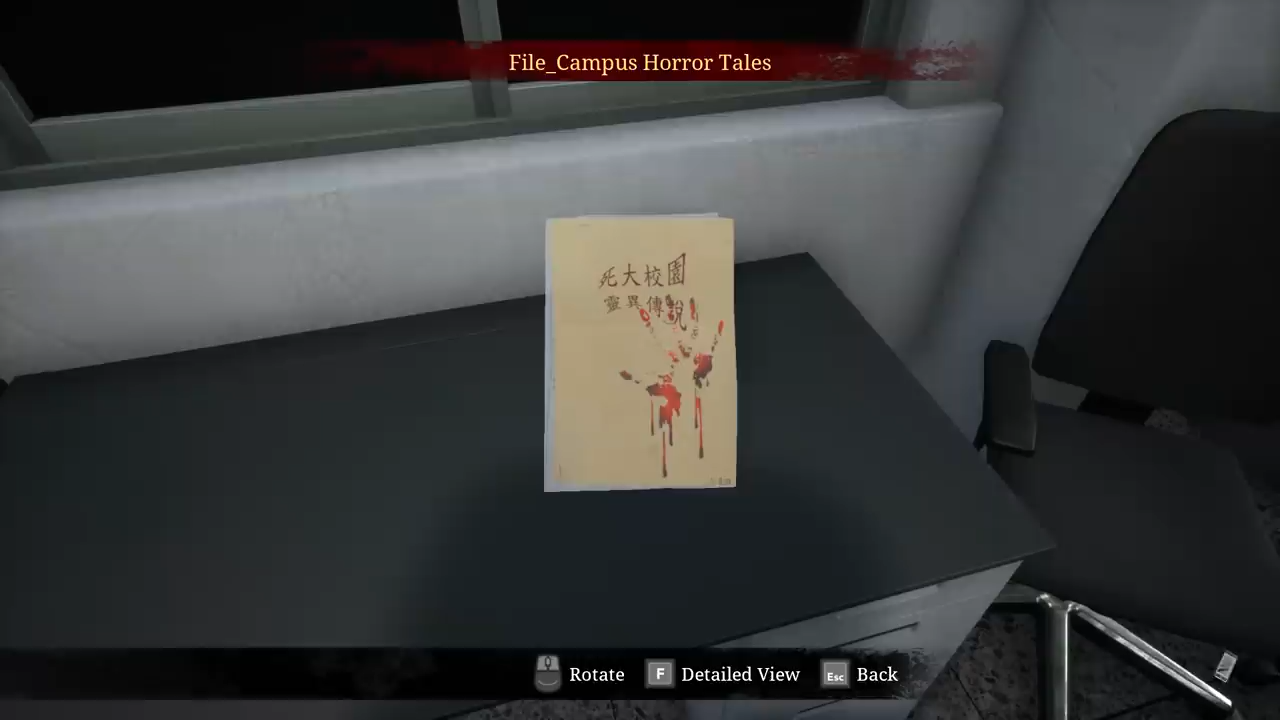 File_Campus Horror Tales
死大校園
靈異傳說
Rotate
F Detailed View
Esc Back